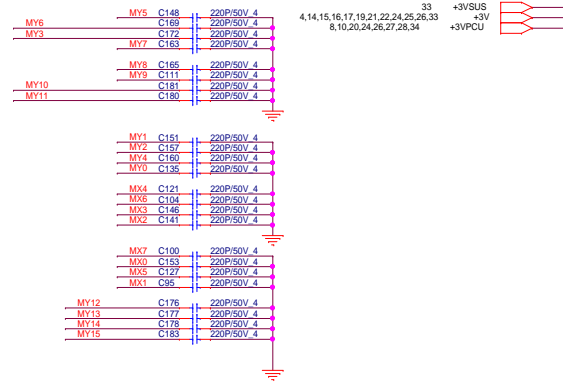 MY5 C148 220P/50V_4
MY6 C169 220P/50V_4
MY3 C172 220P/50V_4
MY7 C163 220P/50V_4
MY8 C165 220P/50V_4
MY9 C111 220P/50V_4
MY10 C181 220P/50V_4
MY11 C180 220P/50V_4
33 +3VSUS
4,14,15,16,17,19,21,22,24,25,26,33 +3V
8,10,20,24,26,27,28,34 +3VPCU
MY1 C151 220P/50V_4
MY2 C157 220P/50V_4
MY4 C160 220P/50V_4
MY0 C135 220P/50V_4
MX4 C121 220P/50V_4
MX6 C104 220P/50V_4
MX3 C146 220P/50V_4
MX2 C141 220P/50V_4
MX7 C100 220P/50V_4
MX0 C153 220P/50V_4
MX5 C127 220P/50V_4
MX1 C95 220P/50V_4
MY12 C176 220P/50V_4
MY13 C177 220P/50V_4
MY14 C178 220P/50V_4
MY15 C183 220P/50V_4